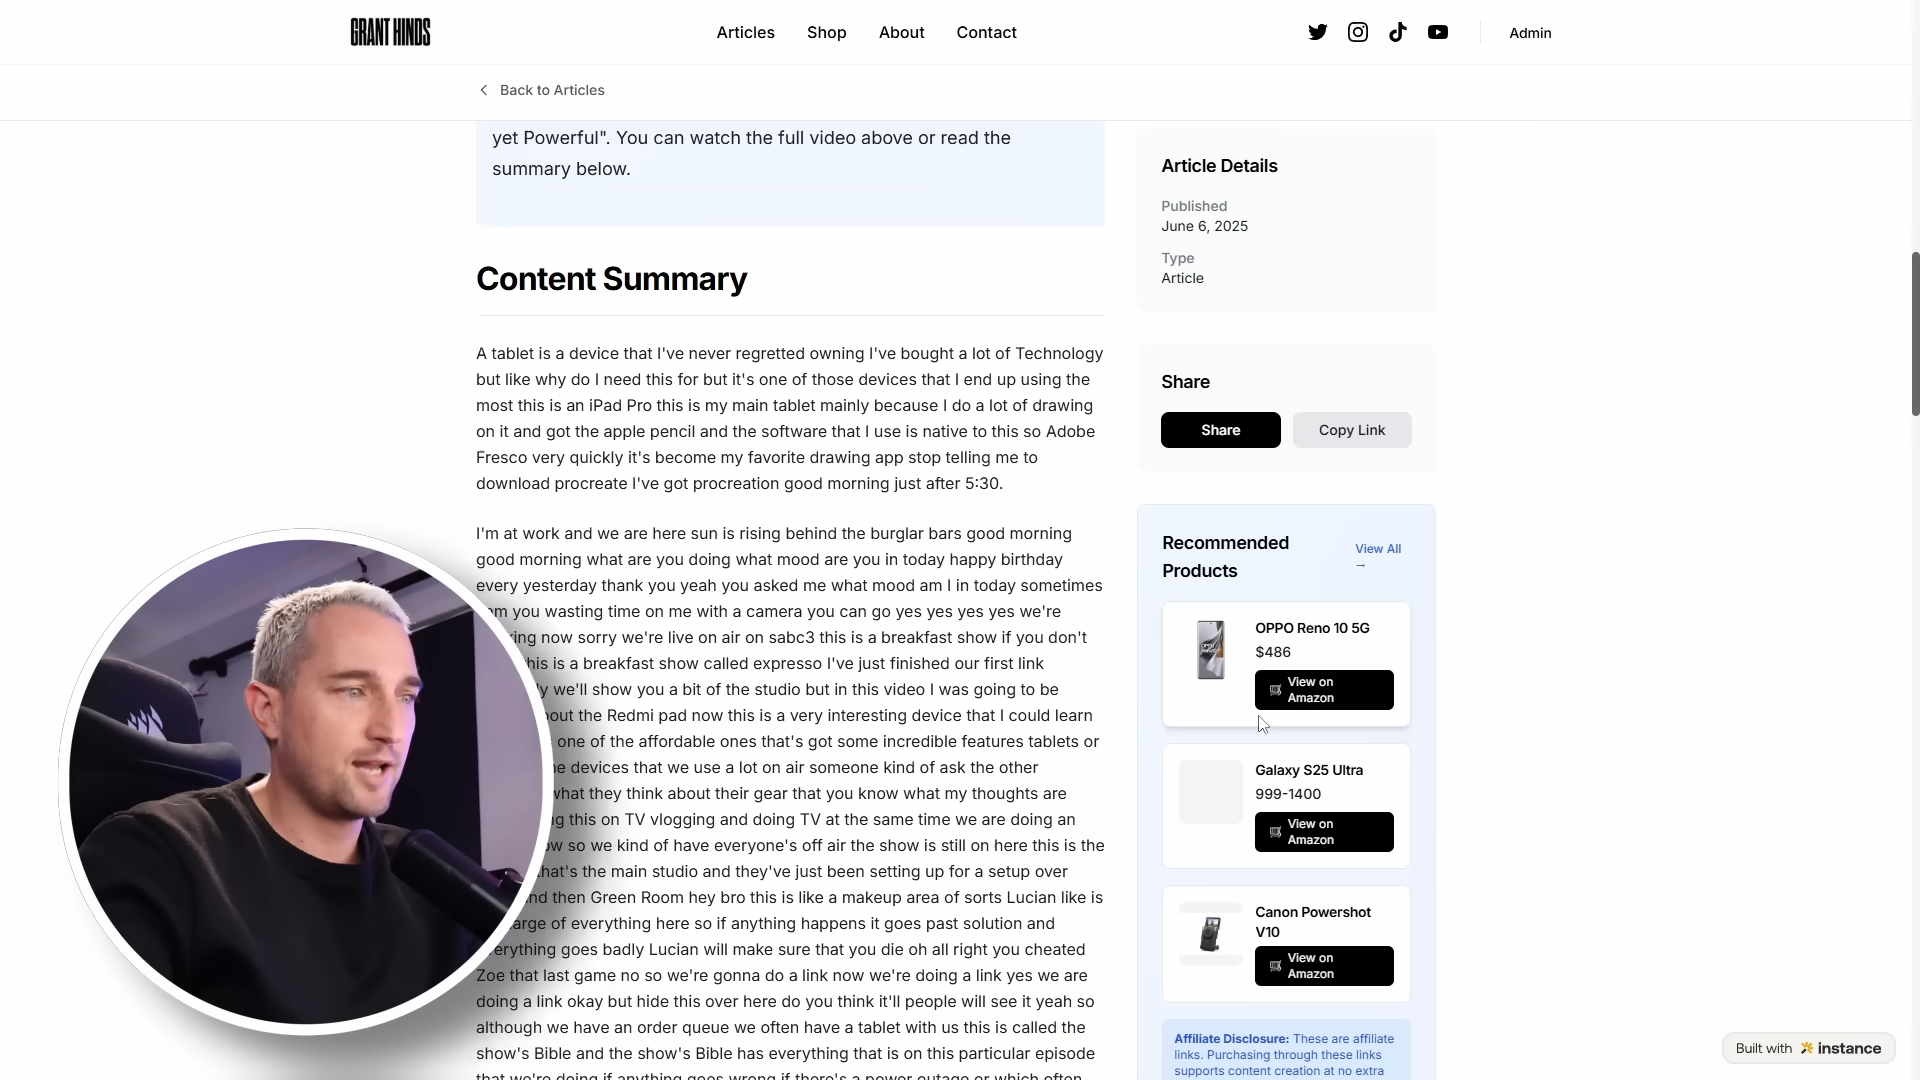 GRANT HINDS
Articles
Shop
About
Contact
Admin
Back to Articles
yet Powerful". You can watch the full video above or read the
summary below.
Content Summary
A tablet is a device that I've never regretted owning I've bought a lot of Technology
but like why do I need this for but it's one of those devices that I end up using the
most this is an iPad Pro this is my main tablet mainly because I do a lot of drawing
on it and got the apple pencil and the software that I use is native to this so Adobe
Fresco very quickly it's become my favorite drawing app stop telling me to
download procreate I've got procreation good morning just after 5:30.
I'm at work and we are here sun is rising behind the burglar bars good morning
good morning what are you doing what mood are you in today happy birthday
every yesterday thank you yeah you asked me what mood am I in today sometimes
you wasting time on me with a camera you can go yes yes yes yes we're
now sorry we're live on air on sabc3 this is a breakfast show if you don't
this is a breakfast show called expresso I've just finished our first link
we'll show you a bit of the studio but in this video I was going to be
the Redmi pad now this is a very interesting device that I could learn
one of the affordable ones that's got some incredible features tablets or
devices that we use a lot on air someone kind of ask the other
what they think about their gear that you know what my thoughts are
this on TV vlogging and doing TV at the same time we are doing an
so we kind of have everyone's off air the show is still on here this is the
that's the main studio and they've just been setting up for a setup over
then Green Room hey bro this is like a makeup area of sorts Lucian like is
of everything here so if anything happens it goes past solution and
everything goes badly Lucian will make sure that you die oh all right you cheated
Zoe that last game no so we're gonna do a link now we're doing a link yes we are
doing a link okay but hide this over here do you think it'll people will see it yeah so
although we have an order queue we often have a tablet with us this is called the
show's Bible and the show's Bible has everything that is on this particular episode
that we're doing if anything goes wrong if there's a power outage or which often
Article Details
Published
June 6, 2025
Type
Article
Share
Share
Copy Link
Recommended
Products
View All
→
OPPO Reno 10 5G
$486
View on
Amazon
Galaxy S25 Ultra
999-1400
View on
Amazon
Canon Powershot
V10
View on
Amazon
Affiliate Disclosure: These are affiliate
links. Purchasing through these links
supports content creation at no extra
Built with instance